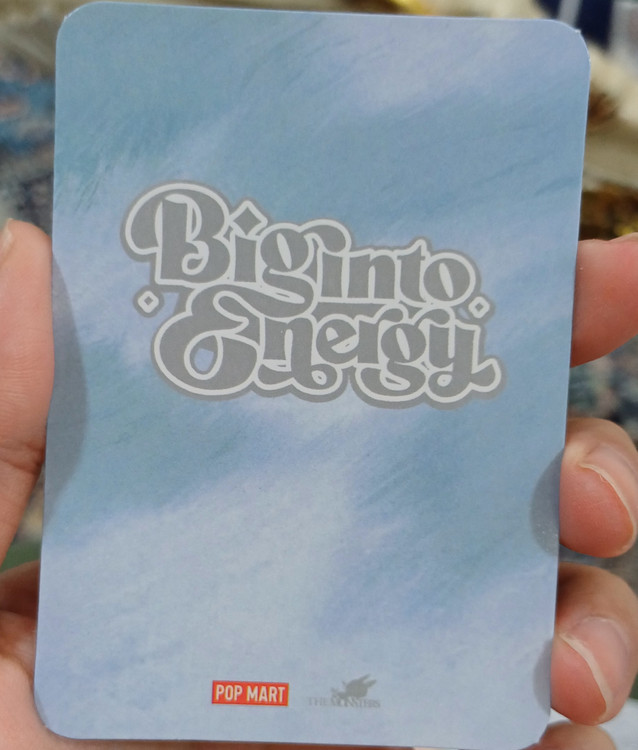 Big into
Energy
POP MART
THE MONSTERS